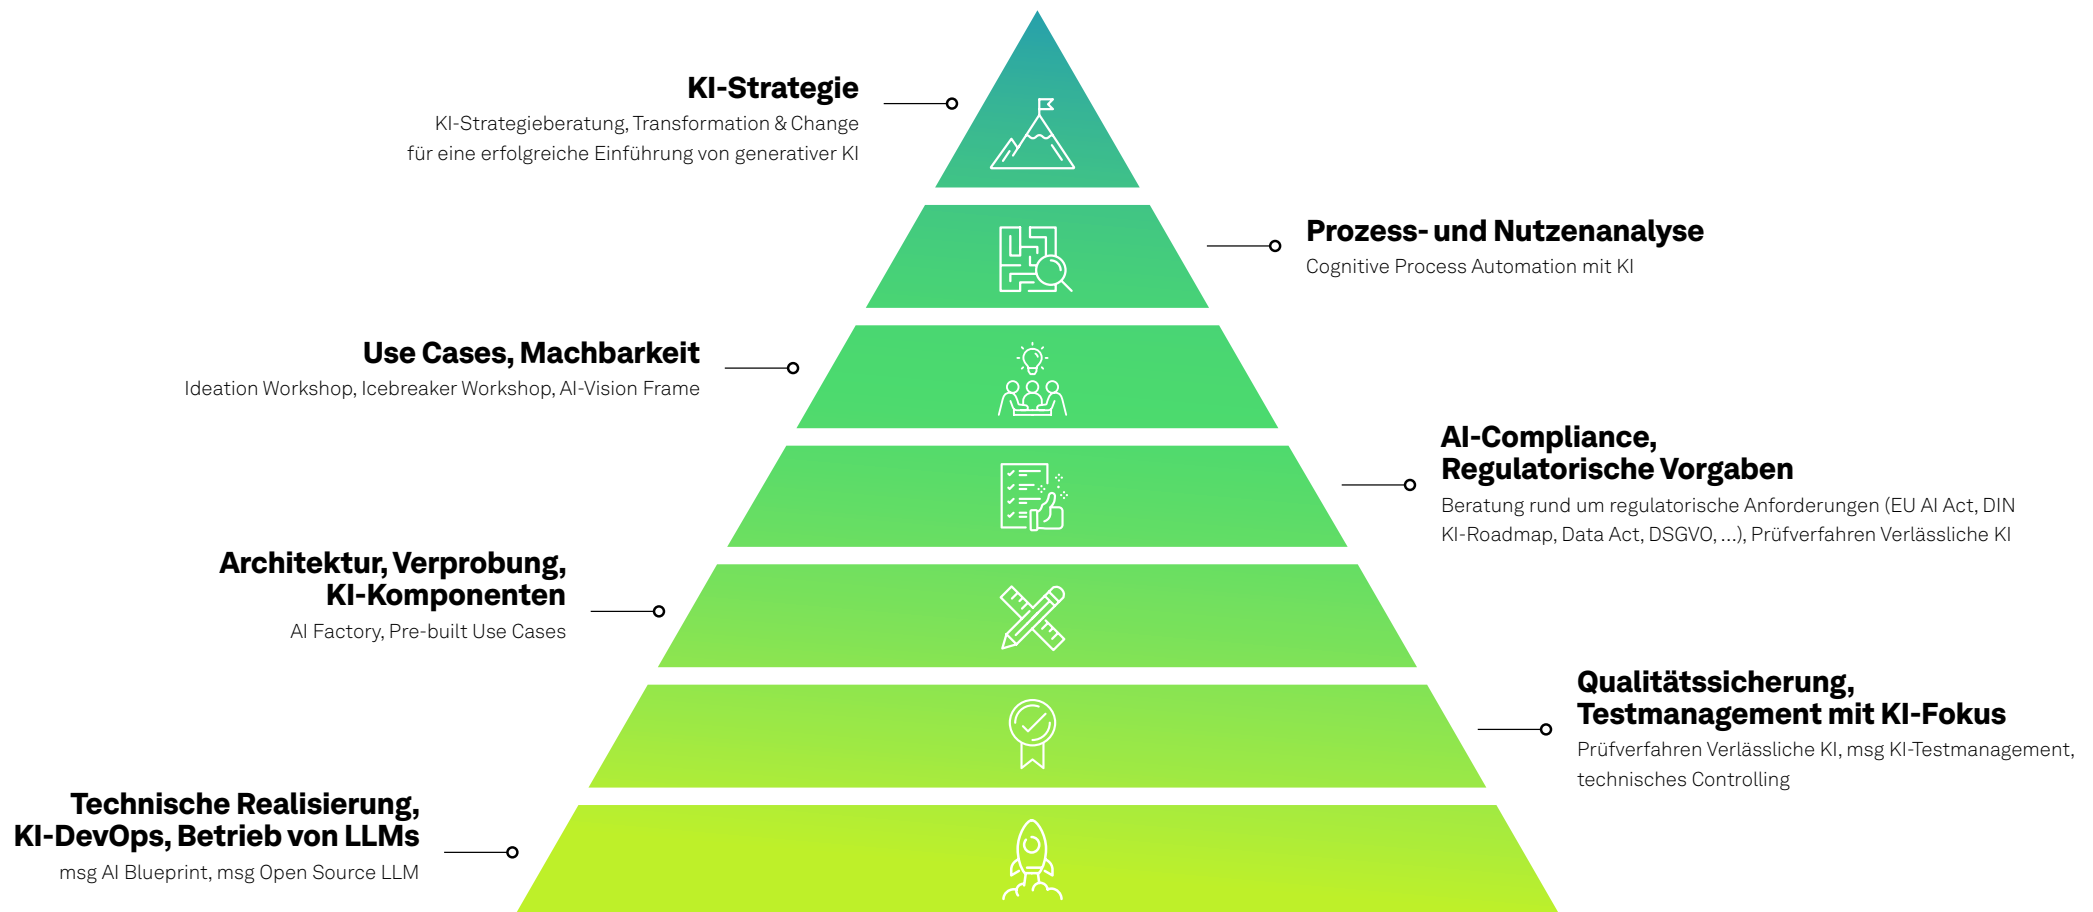 KI-Strategie
KI-Strategieberatung, Transformation & Change
für eine erfolgreiche Einführung von generativer KI
Prozess- und Nutzenanalyse
Cognitive Process Automation mit KI
Use Cases, Machbarkeit
Ideation Workshop, Icebreaker Workshop, AI-Vision Frame
AI-Compliance,
Regulatorische Vorgaben
Beratung rund um regulatorische Anforderungen (EU AI Act, DIN
KI-Roadmap, Data Act, DSGVO, ...), Prüfverfahren Verlässliche KI
Architektur, Verprobung,
KI-Komponenten
AI Factory, Pre-built Use Cases
Qualitätssicherung,
Testmanagement mit KI-Fokus
Prüfverfahren Verlässliche KI, msg KI-Testmanagement,
technisches Controlling
Technische Realisierung,
KI-DevOps, Betrieb von LLMs
msg AI Blueprint, msg Open Source LLM